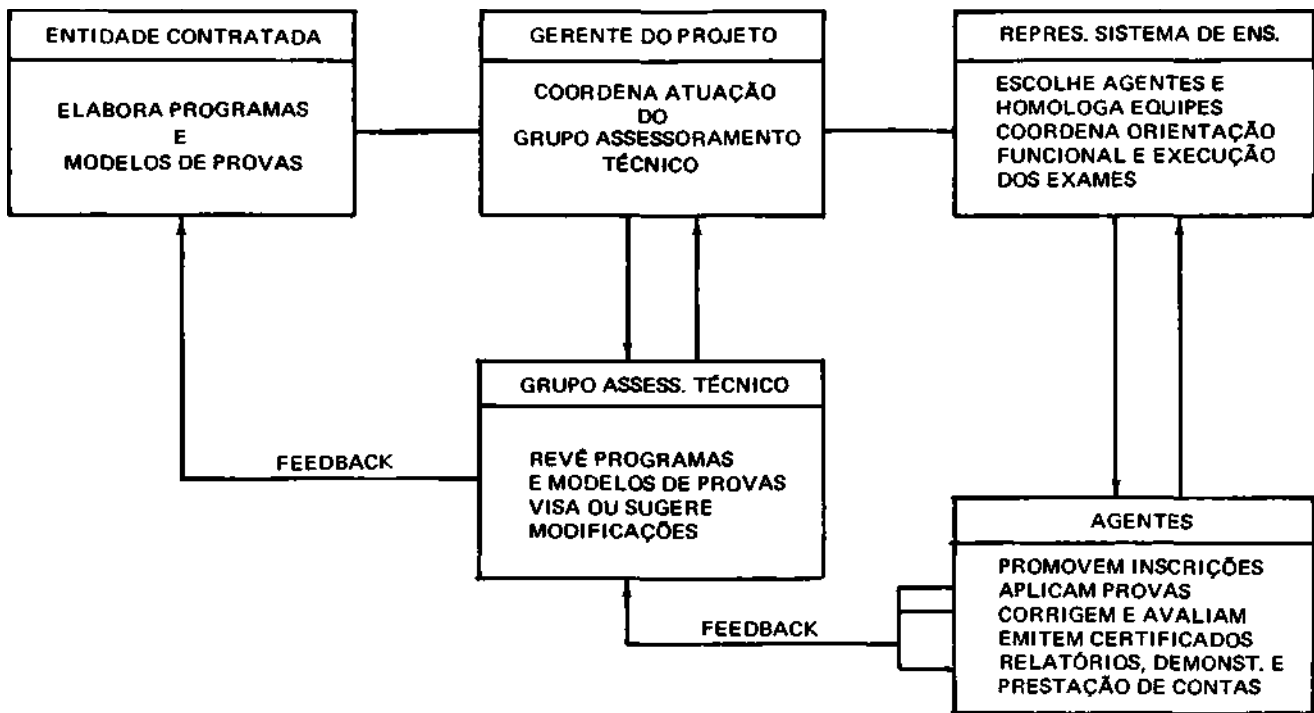 ENTIDADE CONTRATADA
ELABORA PROGRAMAS
E
MODELOS DE PROVAS
GERENTE DO PROJETO
COORDENA ATUAÇÃO
DO
GRUPO ASSESSORAMENTO
TÉCNICO
REPRES. SISTEMA DE ENS.
ESCOLHE AGENTES E
HOMOLOGA EQUIPES
COORDENA ORIENTAÇÃO
FUNCIONAL E EXECUÇÃO
DOS EXAMES
FEEDBACK
GRUPO ASSESS. TÉCNICO
REVÊ PROGRAMAS
E MODELOS DE PROVAS
VISA OU SUGERE
MODIFICAÇÕES
FEEDBACK
AGENTES
PROMOVEM INSCRIÇÕES
APLICAM PROVAS
CORRIGEM E AVALIAM
EMITEM CERTIFICADOS
RELATÓRIOS, DEMONST. E
PRESTAÇÃO DE CONTAS